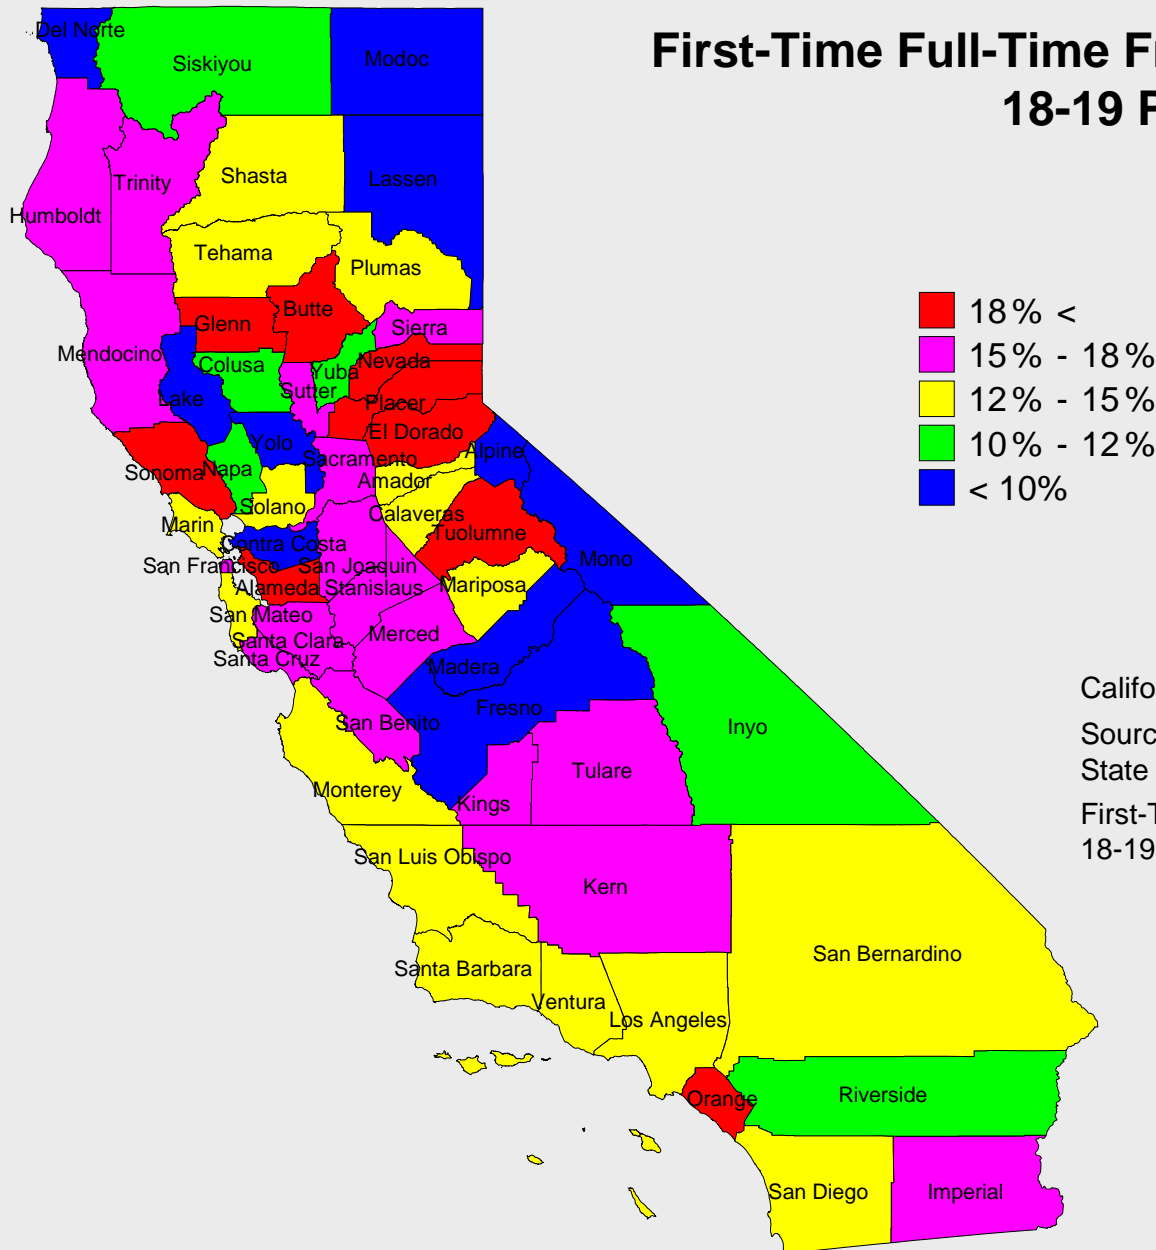 First-Time Full-Time Fr
18-19 P
Del Norte
Siskiyou
Modoc
Shasta
Lassen
Trinity
Humboldt
Tehama
Plumas
Butte
Glenn
Sierra
Mendocino
Colusa
Yuba
Nevada
Lake
Sutter
Placer
El Dorado
Yolo
Alpine
Sacramento
Sonoma
Napa
Amador
Solano
Calaveras
Marin
Tuolumne
Contra Costa
Mono
San Francisco
San Joaquin
Alameda
Stanislaus
Mariposa
San Mateo
Merced
Santa Clara
Santa Cruz
Madera
Fresno
San Benito
Inyo
Tulare
Monterey
Kings
San Luis Obispo
Kern
San Bernardino
Santa Barbara
Ventura
Los Angeles
Orange
Riverside
San Diego
Imperial
18% <
15% - 18%
12% - 15%
10% - 12%
< 10%
Califo
Sourc
State
First-T
18-19